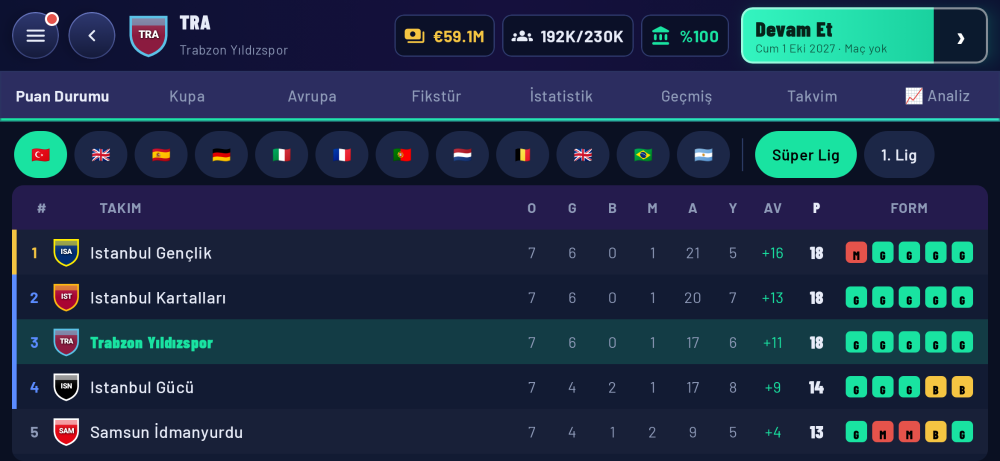 TRA
TRA
Trabzon Yıldızspor
€59.1M
192K/230K
%100
Devam Et
Cum 1 Eki 2027 · Maç yok
Puan Durumu Kupa Avrupa Fikstür İstatistik Geçmiş Takvim Analiz
Süper Lig 1. Lig
# TAKIM O G B M A Y AV P FORM
1 ISA Istanbul Gençlik 7 6 0 1 21 5 +16 18 M G G G G
2 IST Istanbul Kartalları 7 6 0 1 20 7 +13 18 G G G G G
3 TRA Trabzon Yıldızspor 7 6 0 1 17 6 +11 18 G G G G G
4 ISN Istanbul Gücü 7 4 2 1 17 8 +9 14 G G G B B
5 SAM Samsun İdmanyurdu 7 4 1 2 9 5 +4 13 G M M B G